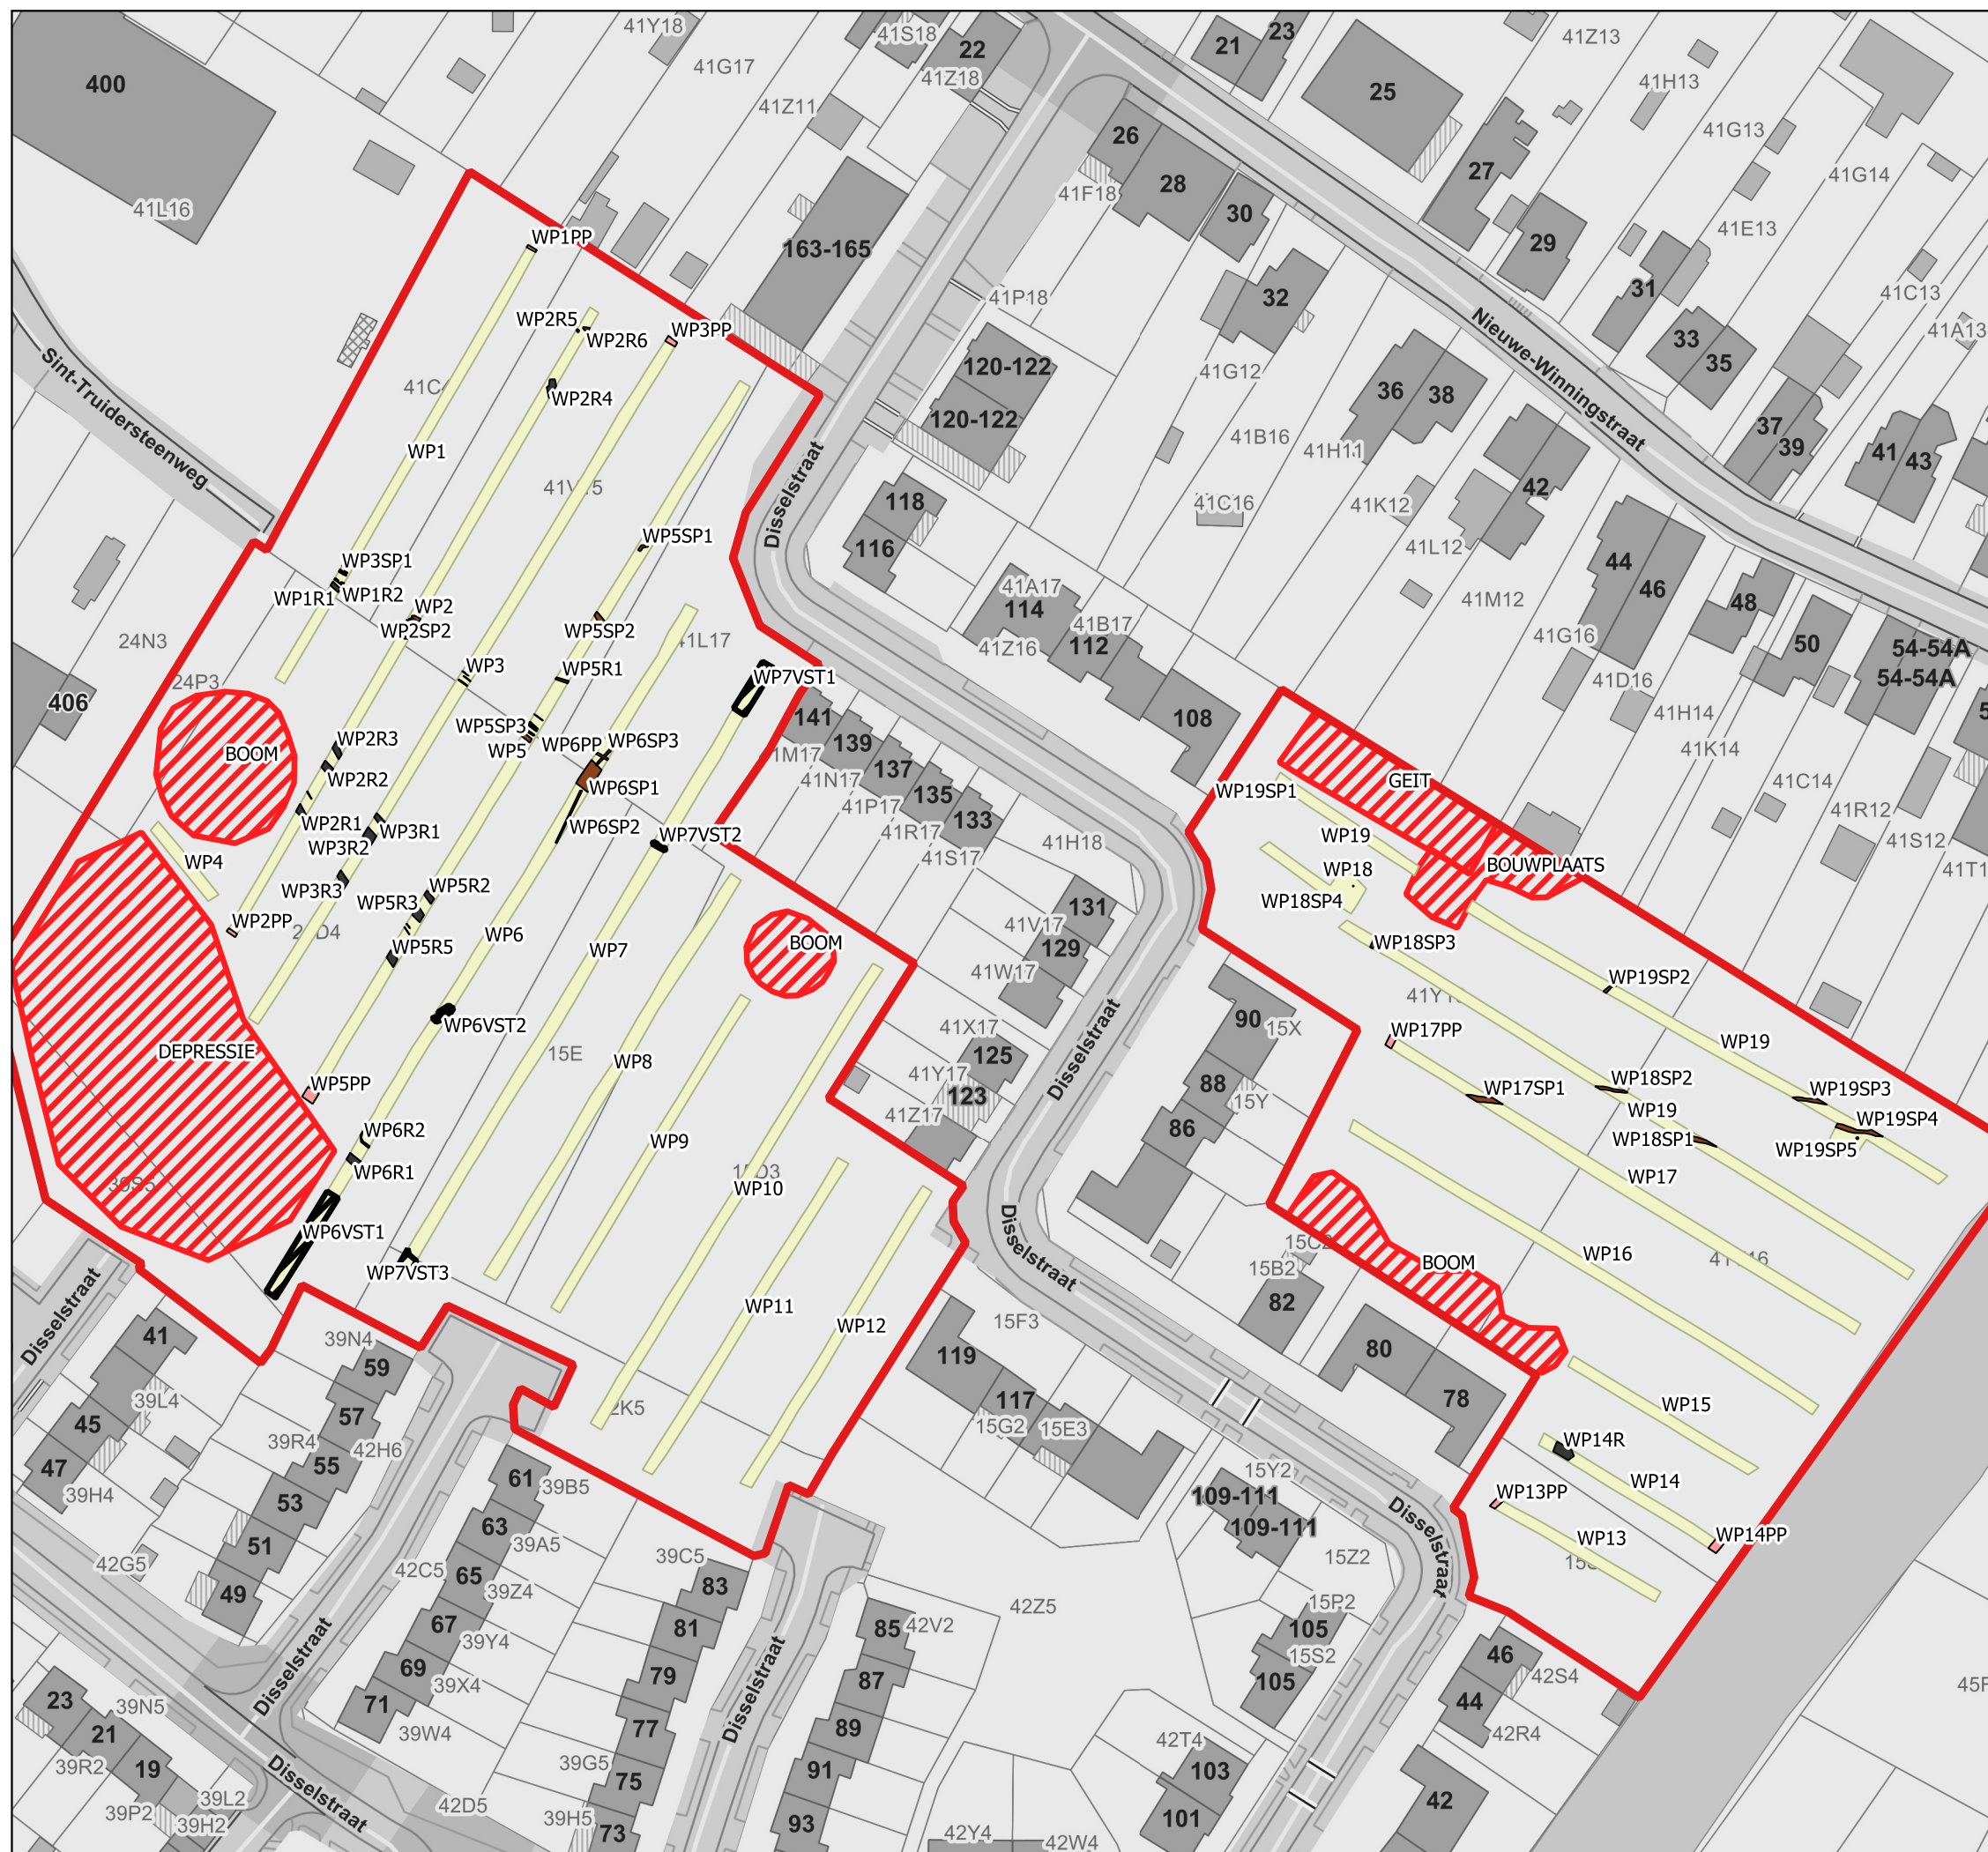 41Y18
41S18
22
21
23
41Z13
400
41G17
41Z18
25
41H13
41Z11
26
41G13
27
41G14
41L16
41F18
28
30
29
41E13
WP1PP
163-165
31
41C13
41P18
32
WP2R5
WP2R6
WP3PP
33
35
41A13
Sint-Truidersteenweg
120-122
41G12
Nieuwe-Winningstraat
WP2R4
36
38
120-122
37
39
41
43
WP1
41B16
41H11
42
Disselstraat
118
41C16
41K12
116
WP5SP1
41L12
44
46
WP3SP1
WP1R1
WP1R2
41A17
114
41M12
48
WP2
WP2SP2
WP5SP2
41B17
112
41Z16
41G16
50
54-54A
54-54A
24N3
41L17
24P3
WP3
WP5R1
WP7VST1
41D16
406
141
108
41H14
WP5SP3
WP5
WP6PP
WP6SP3
139
41K14
WP2R3
BOOM
WP2R2
137
41N17
GEIT
WP6SP1
135
41P17
WP19SP1
41C14
WP2R1
WP3R1
WP3R2
WP6SP2
WP7VST2
133
41R17
41R12
WP19
41H18
41S12
WP4
41S17
BOUWPLAATS
WP18
WP3R3
WP5R3
WP5R2
WP18SP4
131
41V17
WP2PP
WP6
WP7
BOOM
129
WP18SP3
WP5R5
41W17
WP19SP2
WP6VST2
41X17
90
15X
WP17PP
DEPRESSIE
15E
WP8
125
WP19
41Y17
WP5PP
123
88
WP17SP1
WP18SP2
WP19SP3
15Y
41Z17
Disselstraat
WP19
WP19SP4
WP6R2
WP9
86
WP18SP1
WP19SP5
WP6R1
WP10
WP17
WP6VST1
Disselstraat
WP16
15B2
BOOM
WP7VST3
82
WP11
WP12
15F3
Disselstraat
41
39N4
59
119
80
78
WP15
39L4
57
117
15G2
15E3
45
39R4
42H6
WP14R
47
55
15Y2
WP14
39H4
61
39B5
109-111
WP13PP
53
63
109-111
Disselstraat
WP13
WP14PP
51
39A5
39C5
15Z2
42G5
42C5
65
83
49
39Z4
42Z5
15P2
67
81
85
42V2
105
39Y4
15S2
46
42S4
69
79
87
105
44
Disselstraat
39X4
23
39N5
71
77
89
42R4
21
39W4
Disselstraat
42T4
39R2
19
39G5
75
91
103
42
39L2
42D5
39P2
39H2
Disselstraat
39H5
73
93
101
42Y4
42W4